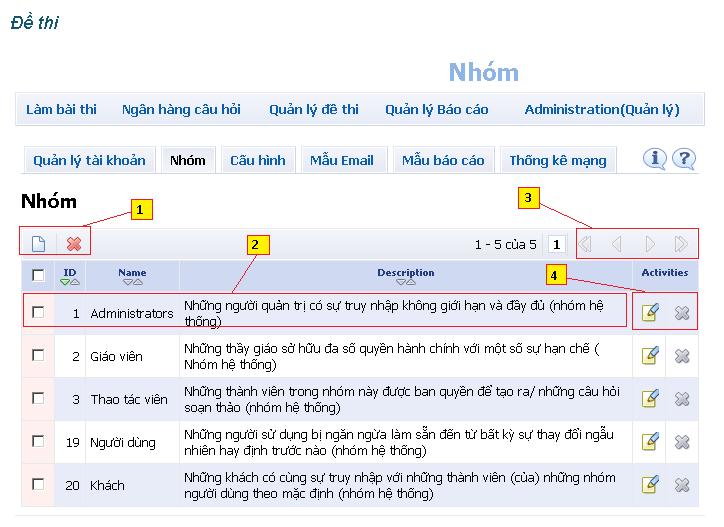 Đề thi
Nhóm
Làm bài thi Ngân hàng câu hỏi Quản lý đề thi Quản lý Báo cáo Administration(Quản lý)
Quản lý tài khoản Nhóm Cấu hình Mẫu Email Mẫu báo cáo Thống kê mạng
Nhóm
1
3
2
1 - 5 của 5 1
4
ID Name Description Activities
1 Administrators Những người quản trị có sự truy nhập không giới hạn và đầy đủ (nhóm hệ
thống)
2 Giáo viên Những thầy giáo sở hữu đa số quyền hành chính với một số sự hạn chế (
Nhóm hệ thống)
3 Thao tác viên Những thành viên trong nhóm này được ban quyền để tạo ra/ những câu hỏi
soạn thảo (nhóm hệ thống)
19 Người dùng Những người sử dụng bị ngăn ngừa làm sẵn đến từ bất kỳ sự thay đổi ngẫu
nhiên hay định trước nào (nhóm hệ thống)
20 Khách Những khách có cùng sự truy nhập với những thành viên (của) những nhóm
người dùng theo mặc định (nhóm hệ thống)